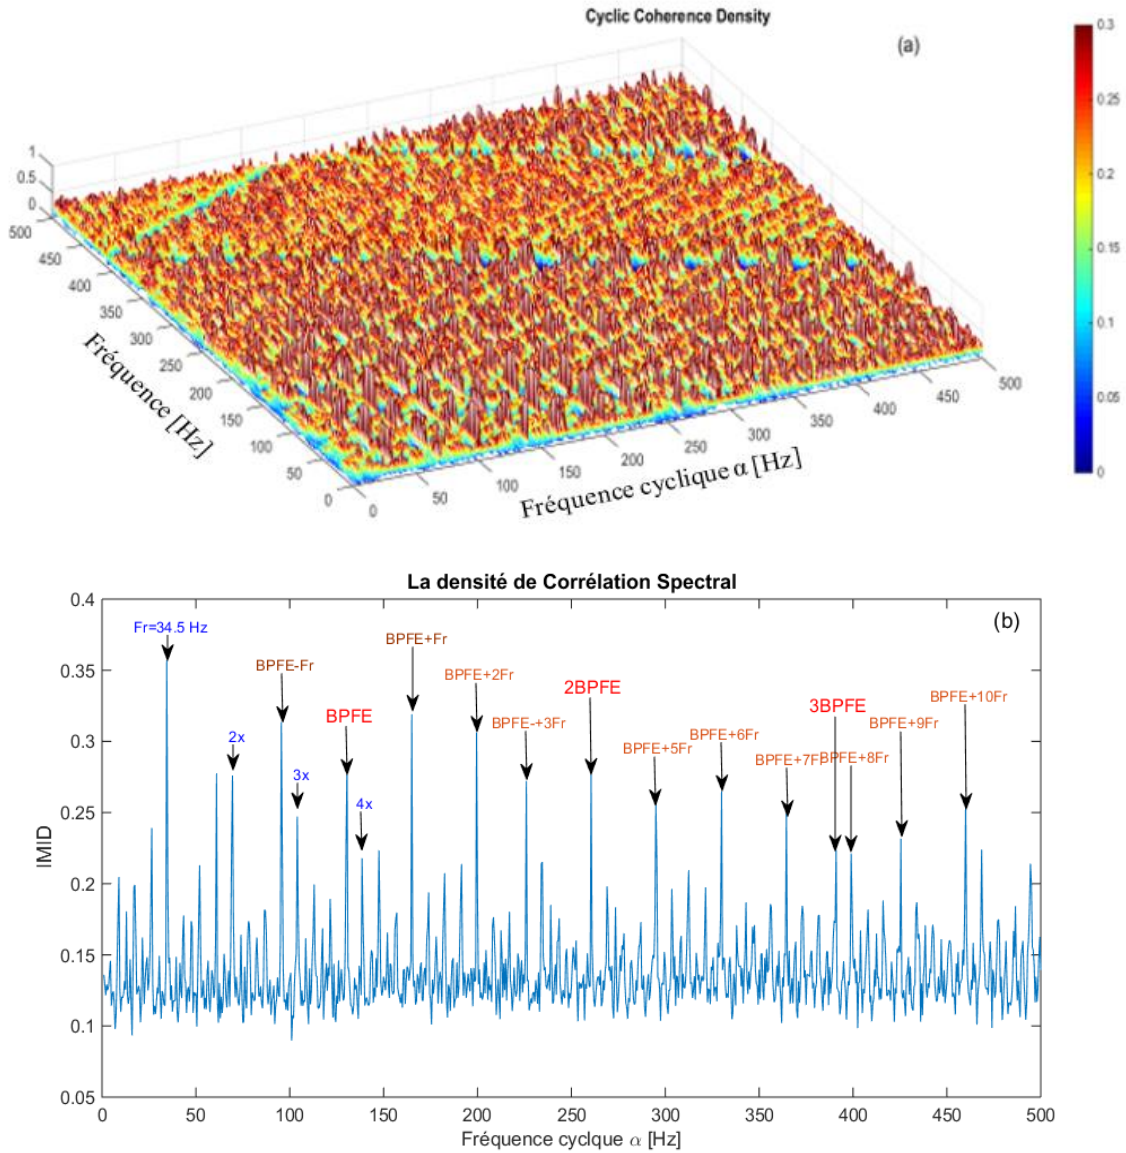 Cyclic Coherence Density
(a)
0.3
0.25
0.2
0.15
0.1
0.05
0
1
0.5
0
500
450
400
350
300
250
200
150
100
50
0
Fréquence [Hz]
0
50
100
150
200
250
300
350
400
450
500
Fréquence cyclique α [Hz]
La densité de Corrélation Spectral
(b)
0.4
0.35
0.3
0.25
0.2
0.15
0.1
0.05
IMID
Fr=34.5 Hz
2x
BPFE-Fr
3x
BPFE
4x
BPFE+Fr
BPFE+2Fr
BPFE-+3Fr
2BPFE
BPFE+5Fr
BPFE+6Fr
BPFE+7F
3BPFE
BPFE+8Fr
BPFE+9Fr
BPFE+10Fr
0 50 100 150 200 250 300 350 400 450 500
Fréquence cyclque α [Hz]